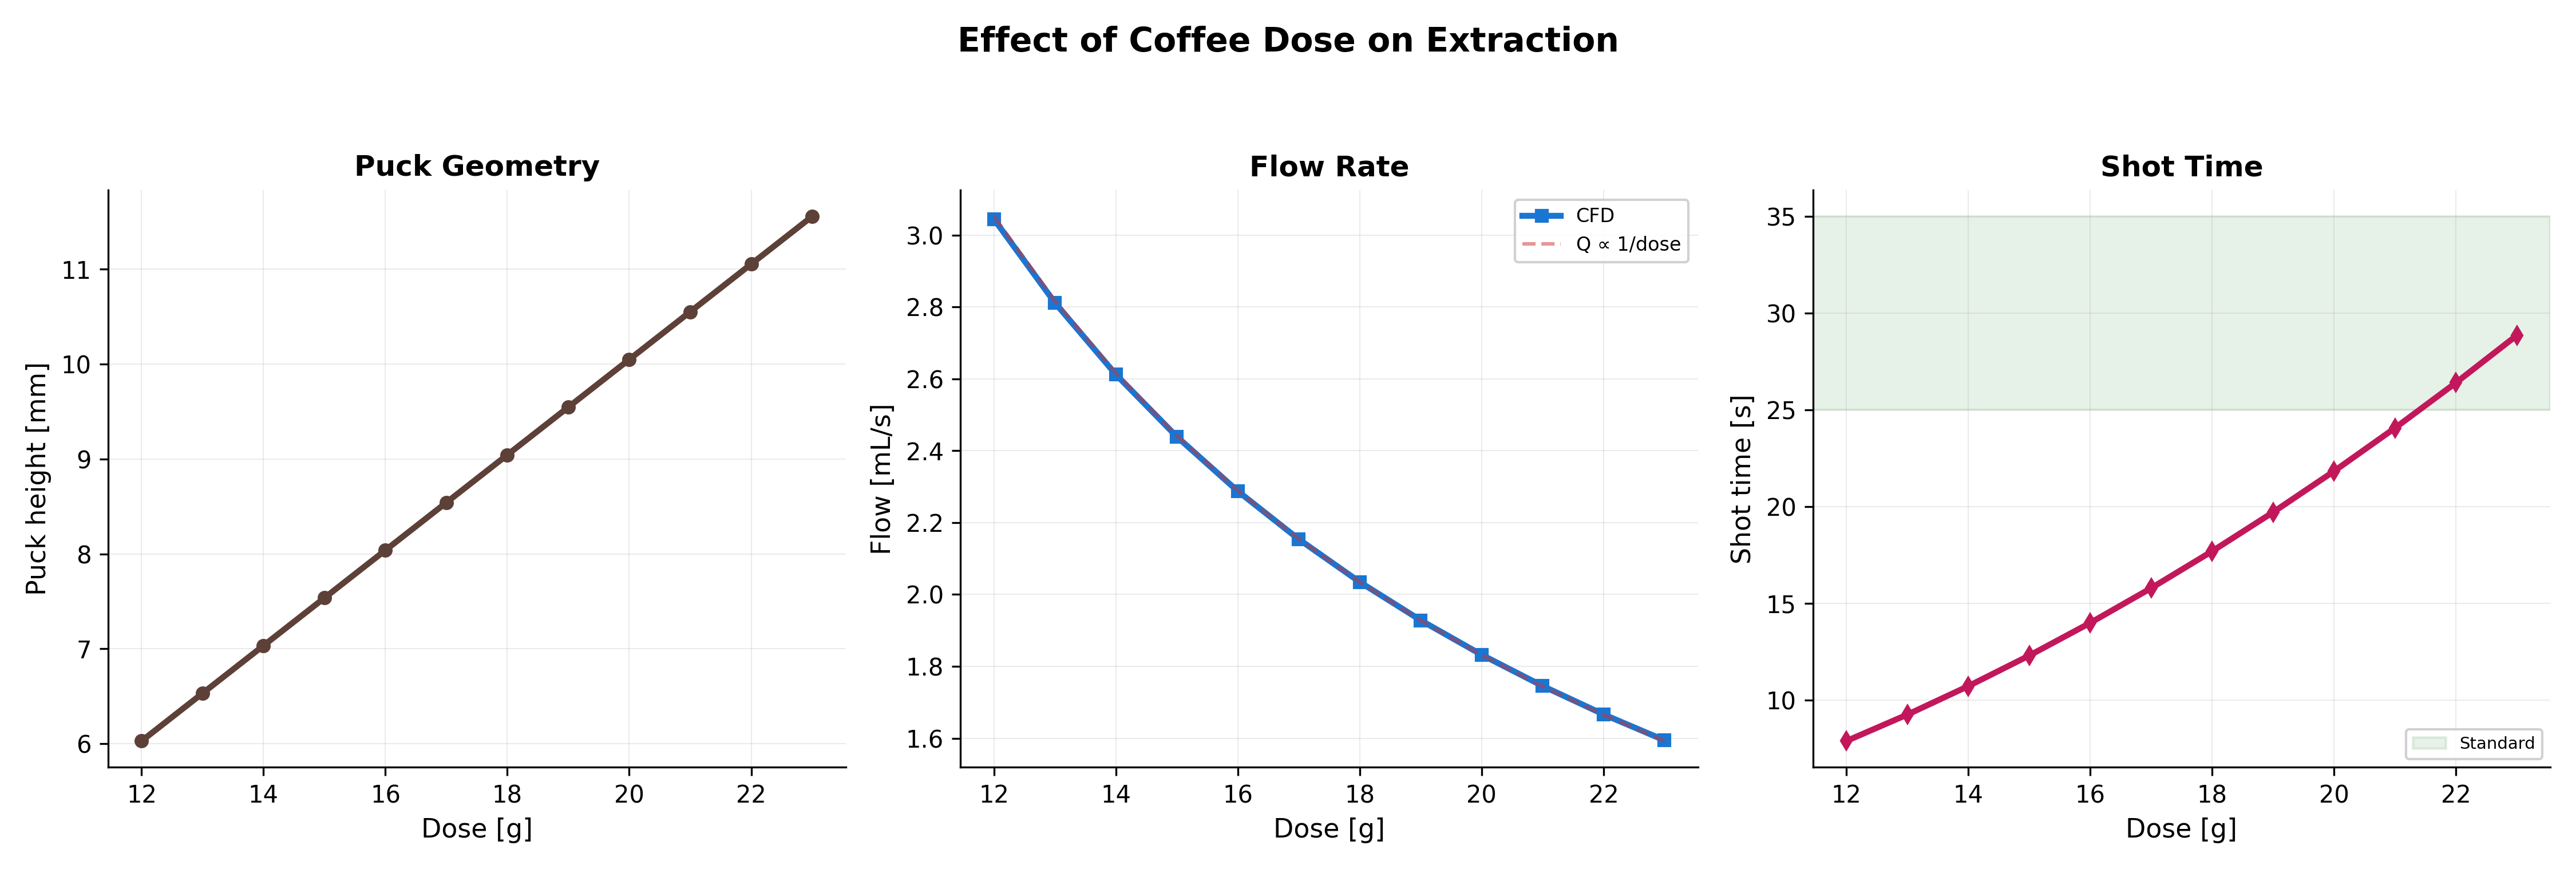 Effect of Coffee Dose on Extraction
Puck Geometry
Puck height [mm]
11
10
9
8
7
6
12 14 16 18 20 22
Dose [g]
Flow Rate
Flow [mL/s]
3.0
2.8
2.6
2.4
2.2
2.0
1.8
1.6
CFD
Q ∝ 1/dose
12 14 16 18 20 22
Dose [g]
Shot Time
Shot time [s]
35
30
25
20
15
10
Standard
12 14 16 18 20 22
Dose [g]